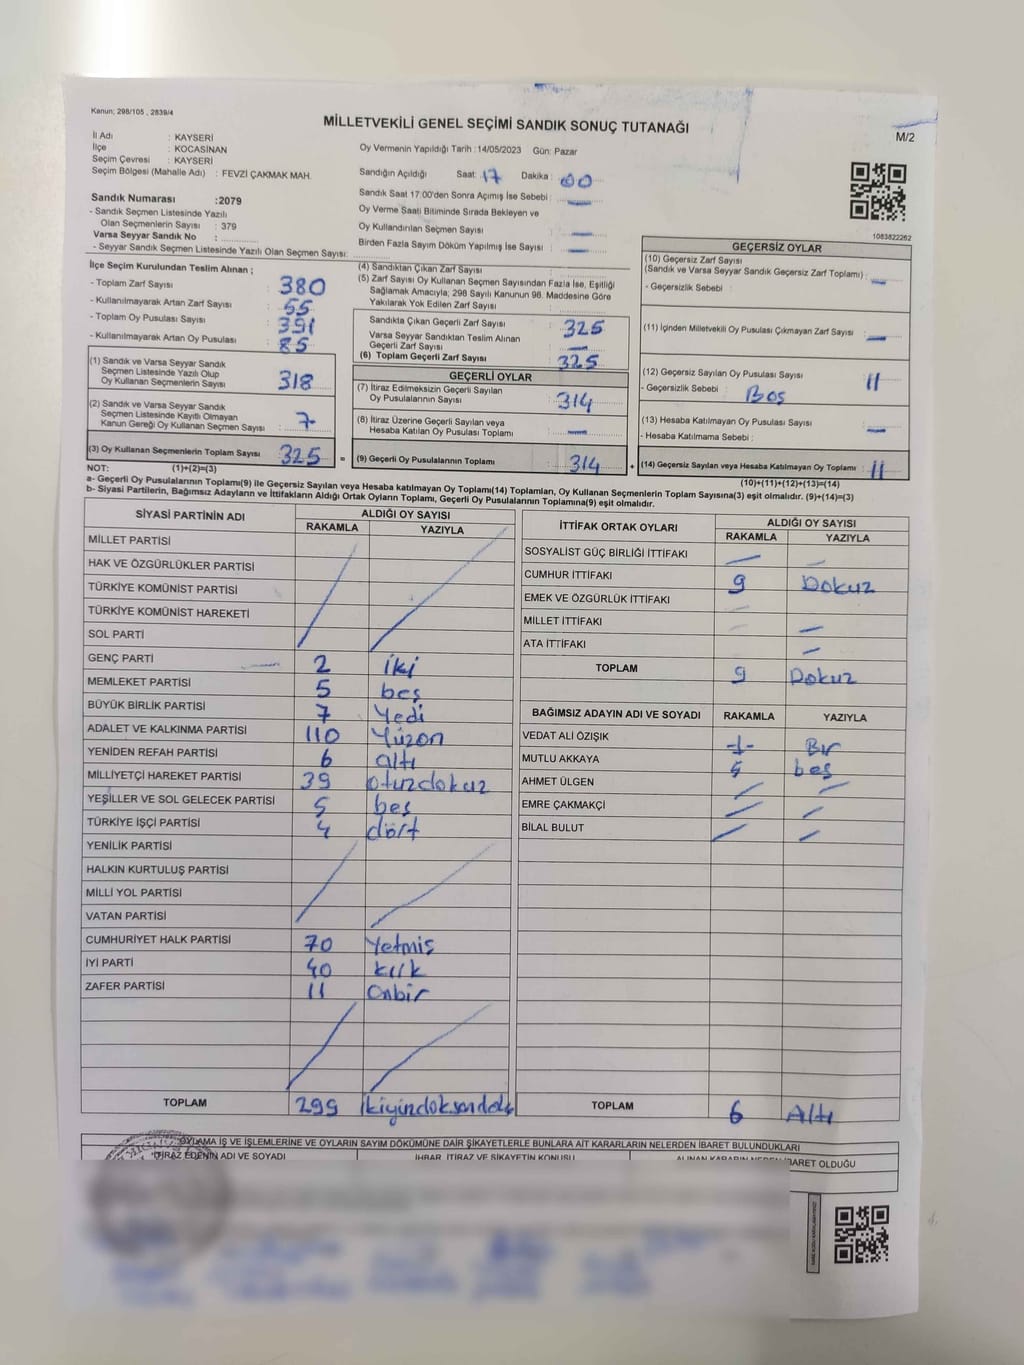 Kanun: 298/105 , 2839/4
MİLLETVEKİLİ GENEL SEÇİMİ SANDIK SONUÇ TUTANAĞI
M/2
İl Adı : KAYSERİ
İlçe : KOCASİNAN
Seçim Çevresi : KAYSERİ
Seçim Bölgesi (Mahalle Adı) : FEVZİ ÇAKMAK MAH.
Oy Vermenin Yapıldığı Tarih : 14/05/2023 Gün: Pazar
Sandığın Açıldığı Saat: 17 Dakika : 00
Sandık Saat 17:00'den Sonra Açımış İse Sebebi : —
Oy Verme Saati Bitiminde Sırada Bekleyen ve
Oy Kullandırılan Seçmen Sayısı : —
Birden Fazla Sayım Döküm Yapılmış İse Sayısı : —
Sandık Numarası :2079
- Sandık Seçmen Listesinde Yazılı
Olan Seçmenlerin Sayısı : 379
Varsa Seyyar Sandık No :
- Seyyar Sandık Seçmen Listesinde Yazılı Olan Seçmen Sayısı:
1083822262
İlçe Seçim Kurulundan Teslim Alınan ;
- Toplam Zarf Sayısı : 380
- Kullanılmayarak Artan Zarf Sayısı : 55
- Toplam Oy Pusulası Sayısı : 391
- Kullanılmayarak Artan Oy Pusulası : 85
(1) Sandık ve Varsa Seyyar Sandık
Seçmen Listesinde Yazılı Olup
Oy Kullanan Seçmenlerin Sayısı : 318
(2) Sandık ve Varsa Seyyar Sandık
Seçmen Listesinde Kayıtlı Olmayan
Kanun Gereği Oy Kullanan Seçmen Sayısı : 7
(3) Oy Kullanan Seçmenlerin Toplam Sayısı : 325 =
(4) Sandıktan Çıkan Zarf Sayısı :
(5) Zarf Sayısı Oy Kullanan Seçmen Sayısından Fazla İse, Eşitliği
Sağlamak Amacıyla, 298 Sayılı Kanunun 98. Maddesine Göre
Yakılarak Yok Edilen Zarf Sayısı :
Sandıkta Çıkan Geçerli Zarf Sayısı : 325
Varsa Seyyar Sandıktan Teslim Alınan
Geçerli Zarf Sayısı : —
(6) Toplam Geçerli Zarf Sayısı : 325
GEÇERLİ OYLAR
(7) İtiraz Edilmeksizin Geçerli Sayılan
Oy Pusulalarının Sayısı : 314
(8) İtiraz Üzerine Geçerli Sayılan veya
Hesaba Katılan Oy Pusulası Toplamı : —
(9) Geçerli Oy Pusulalarının Toplamı : 314 +
GEÇERSİZ OYLAR
(10) Geçersiz Zarf Sayısı
(Sandık ve Varsa Seyyar Sandık Geçersiz Zarf Toplamı) : —
- Geçersizlik Sebebi :
(11) İçinden Milletvekili Oy Pusulası Çıkmayan Zarf Sayısı : —
(12) Geçersiz Sayılan Oy Pusulası Sayısı : 11
- Geçersizlik Sebebi : Boş
(13) Hesaba Katılmayan Oy Pusulası Sayısı : —
- Hesaba Katılmama Sebebi :
(14) Geçersiz Sayılan veya Hesaba Katılmayan Oy Toplamı : 11
NOT: (1)+(2)=(3)
(10)+(11)+(12)+(13)=(14)
a- Geçerli Oy Pusulalarının Toplamı(9) ile Geçersiz Sayılan veya Hesaba katılmayan Oy Toplamı(14) Toplamları, Oy Kullanan Seçmenlerin Toplam Sayısına(3) eşit olmalıdır. (9)+(14)=(3)
b- Siyasi Partilerin, Bağımsız Adayların ve İttifakların Aldığı Ortak Oyların Toplamı, Geçerli Oy Pusulalarının Toplamına(9) eşit olmalıdır.
SİYASİ PARTİNİN ADI ALDIĞI OY SAYISI
RAKAMLA YAZIYLA
MİLLET PARTİSİ
HAK VE ÖZGÜRLÜKLER PARTİSİ
TÜRKİYE KOMÜNİST PARTİSİ
TÜRKİYE KOMÜNİST HAREKETİ
SOL PARTİ
GENÇ PARTİ 2 iki
MEMLEKET PARTİSİ 5 beş
BÜYÜK BİRLİK PARTİSİ 7 Yedi
ADALET VE KALKINMA PARTİSİ 110 Yüzon
YENİDEN REFAH PARTİSİ 6 altı
MİLLİYETÇİ HAREKET PARTİSİ 39 otuzdokuz
YEŞİLLER VE SOL GELECEK PARTİSİ 5 beş
TÜRKİYE İŞÇİ PARTİSİ 4 dört
YENİLİK PARTİSİ
HALKIN KURTULUŞ PARTİSİ
MİLLİ YOL PARTİSİ
VATAN PARTİSİ
CUMHURİYET HALK PARTİSİ 70 Yetmiş
İYİ PARTİ 40 kırk
ZAFER PARTİSİ 11 Onbir
TOPLAM 299
İTTİFAK ORTAK OYLARI ALDIĞI OY SAYISI
RAKAMLA YAZIYLA
SOSYALİST GÜÇ BİRLİĞİ İTTİFAKI — —
CUMHUR İTTİFAKI 9 Dokuz
EMEK VE ÖZGÜRLÜK İTTİFAKI —
MİLLET İTTİFAKI — —
ATA İTTİFAKI —
TOPLAM 9 Dokuz
BAĞIMSIZ ADAYIN ADI VE SOYADI RAKAMLA YAZIYLA
VEDAT ALİ ÖZIŞIK -1- Bir
MUTLU AKKAYA 5 beş
AHMET ÜLGEN — —
EMRE ÇAKMAKÇİ — —
BİLAL BULUT — —
TOPLAM 6 Altı
OYLAMA İŞ VE İŞLEMLERİNE VE OYLARIN SAYIM DÖKÜMÜNE DAİR ŞİKAYETLERLE BUNLARA AİT KARARLARIN NELERDEN İBARET BULUNDUKLARI
İTİRAZ EDENİN ADI VE SOYADI İHBAR, İTİRAZ VE ŞİKAYETİN KONUSU ALINAN KARARIN NEDEN İBARET OLDUĞU